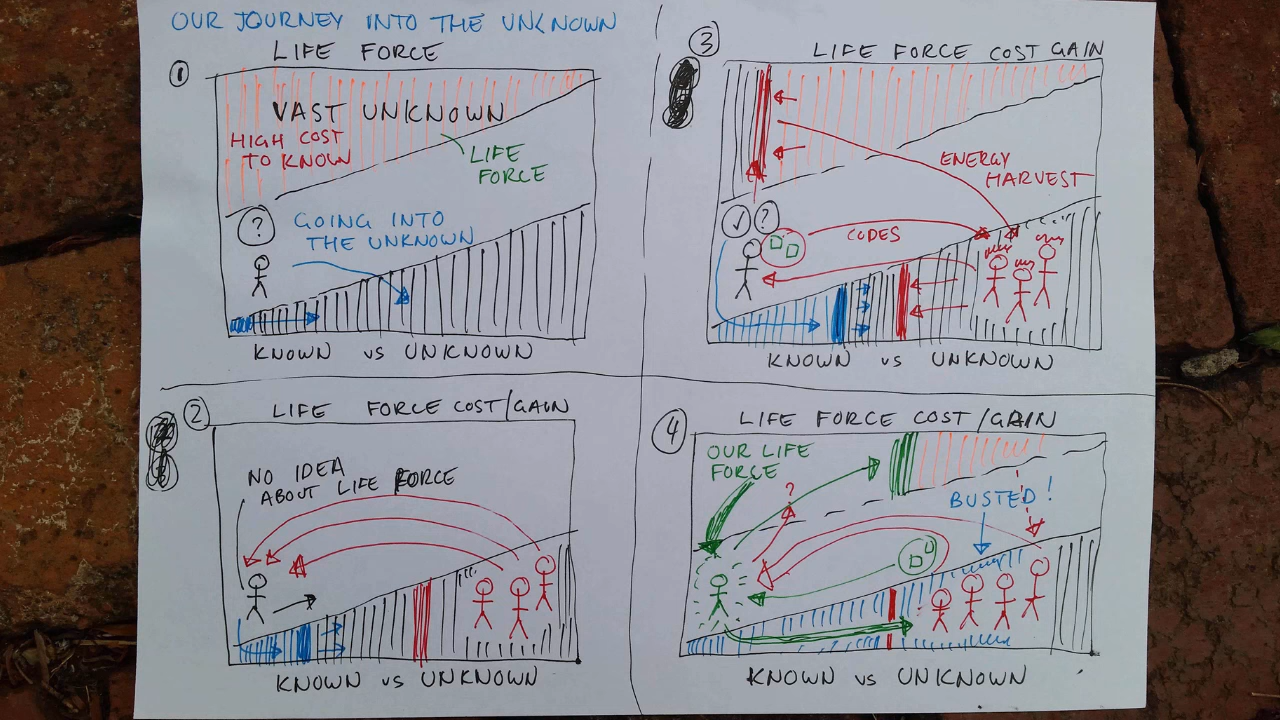 OUR JOURNEY INTO THE UNKNOWN
1
LIFE FORCE
VAST UNKNOWN
HIGH COST
TO KNOW
LIFE
FORCE
?
GOING INTO
THE UNKNOWN
KNOWN vs UNKNOWN
2
LIFE FORCE COST/GAIN
NO IDEA
ABOUT LIFE FORCE
KNOWN vs UNKNOWN
3
LIFE FORCE COST GAIN
ENERGY
HARVEST
✓ ?
CODES
KNOWN vs UNKNOWN
4
LIFE FORCE COST/GAIN
OUR LIFE
FORCE
?
BUSTED!
KNOWN vs UNKNOWN